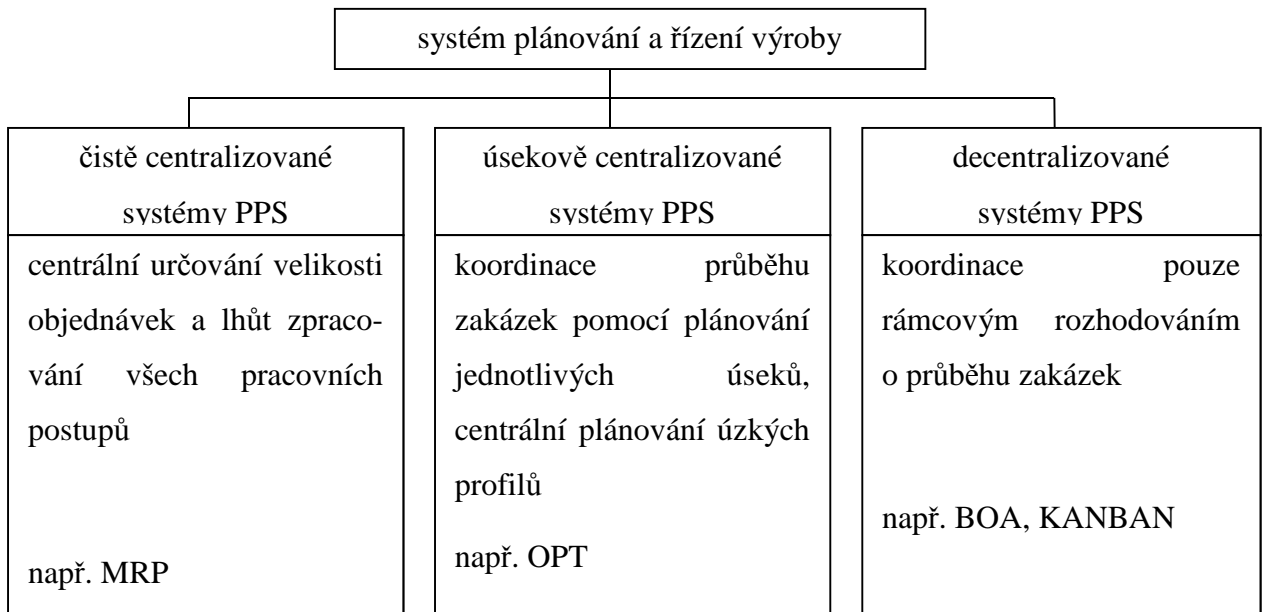 systém plánování a řízení výroby
čistě centralizované
systémy PPS
centrální určování velikosti
objednávek a lhůt zpraco-
vání všech pracovních
postupů
např. MRP
úsekově centralizované
systémy PPS
koordinace průběhu
zakázek pomocí plánování
jednotlivých úseků,
centrální plánování úzkých
profilů
např. OPT
decentralizované
systémy PPS
koordinace pouze
rámcovým rozhodováním
o průběhu zakázek
např. BOA, KANBAN